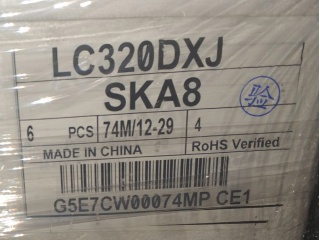 LC320DXJ
SKA8
验
6 PCS 74M/12-29 4
MADE IN CHINA RoHS Verified
G5E7CW00074MP CE1